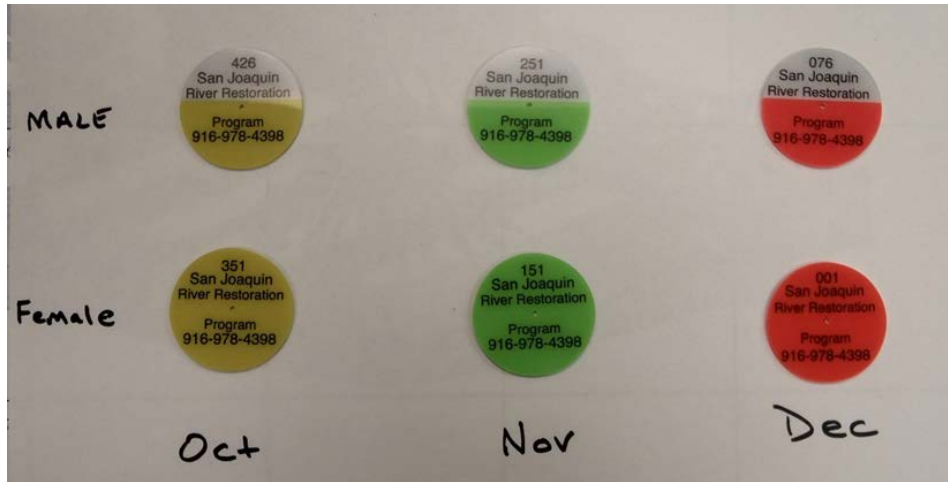 MALE
426
San Joaquin
River Restoration
Program
916-978-4398
251
San Joaquin
River Restoration
Program
916-978-4398
076
San Joaquin
River Restoration
Program
916-978-4398
Female
351
San Joaquin
River Restoration
Program
916-978-4398
151
San Joaquin
River Restoration
Program
916-978-4398
001
San Joaquin
River Restoration
Program
916-978-4398
Oct
Nov
Dec